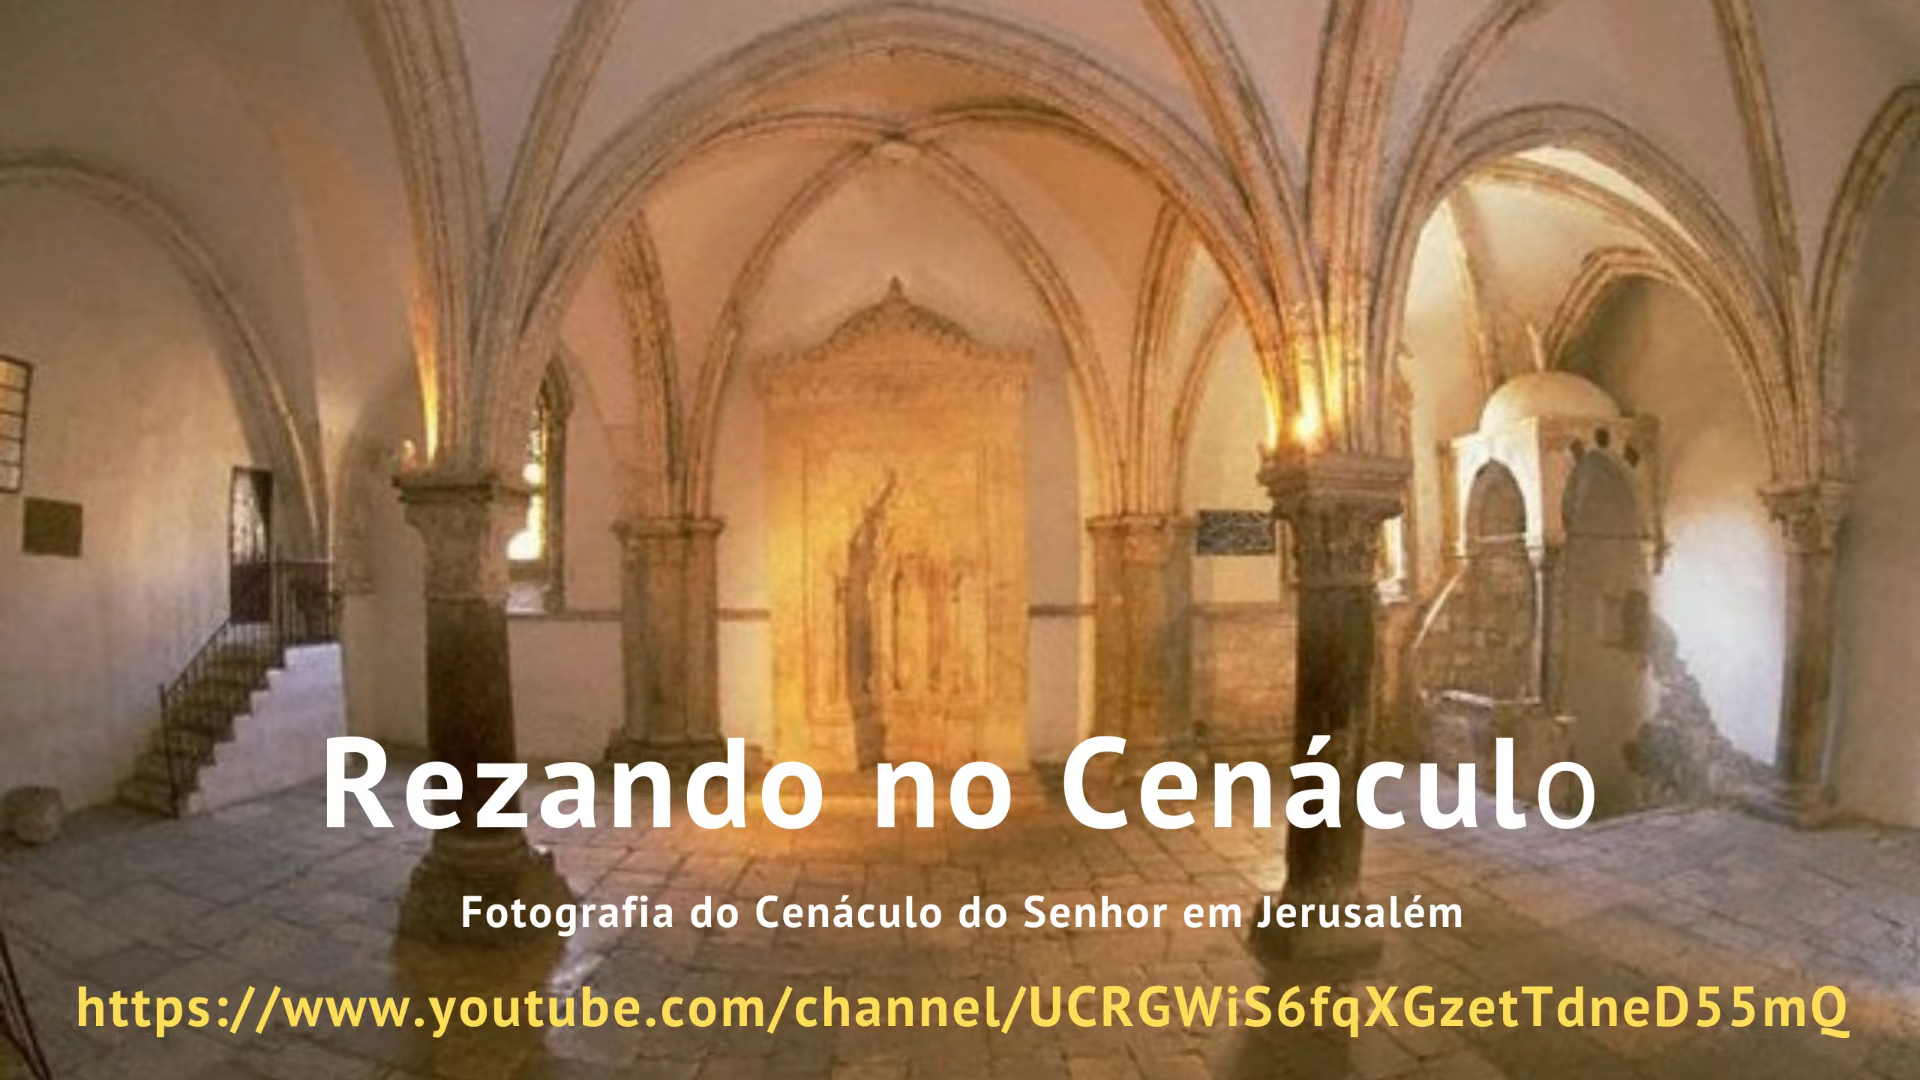 Rezando no Cenáculo
Fotografia do Cenáculo do Senhor em Jerusalém
https://www.youtube.com/channel/UCRGWiS6fqXGzetTdneD55mQ